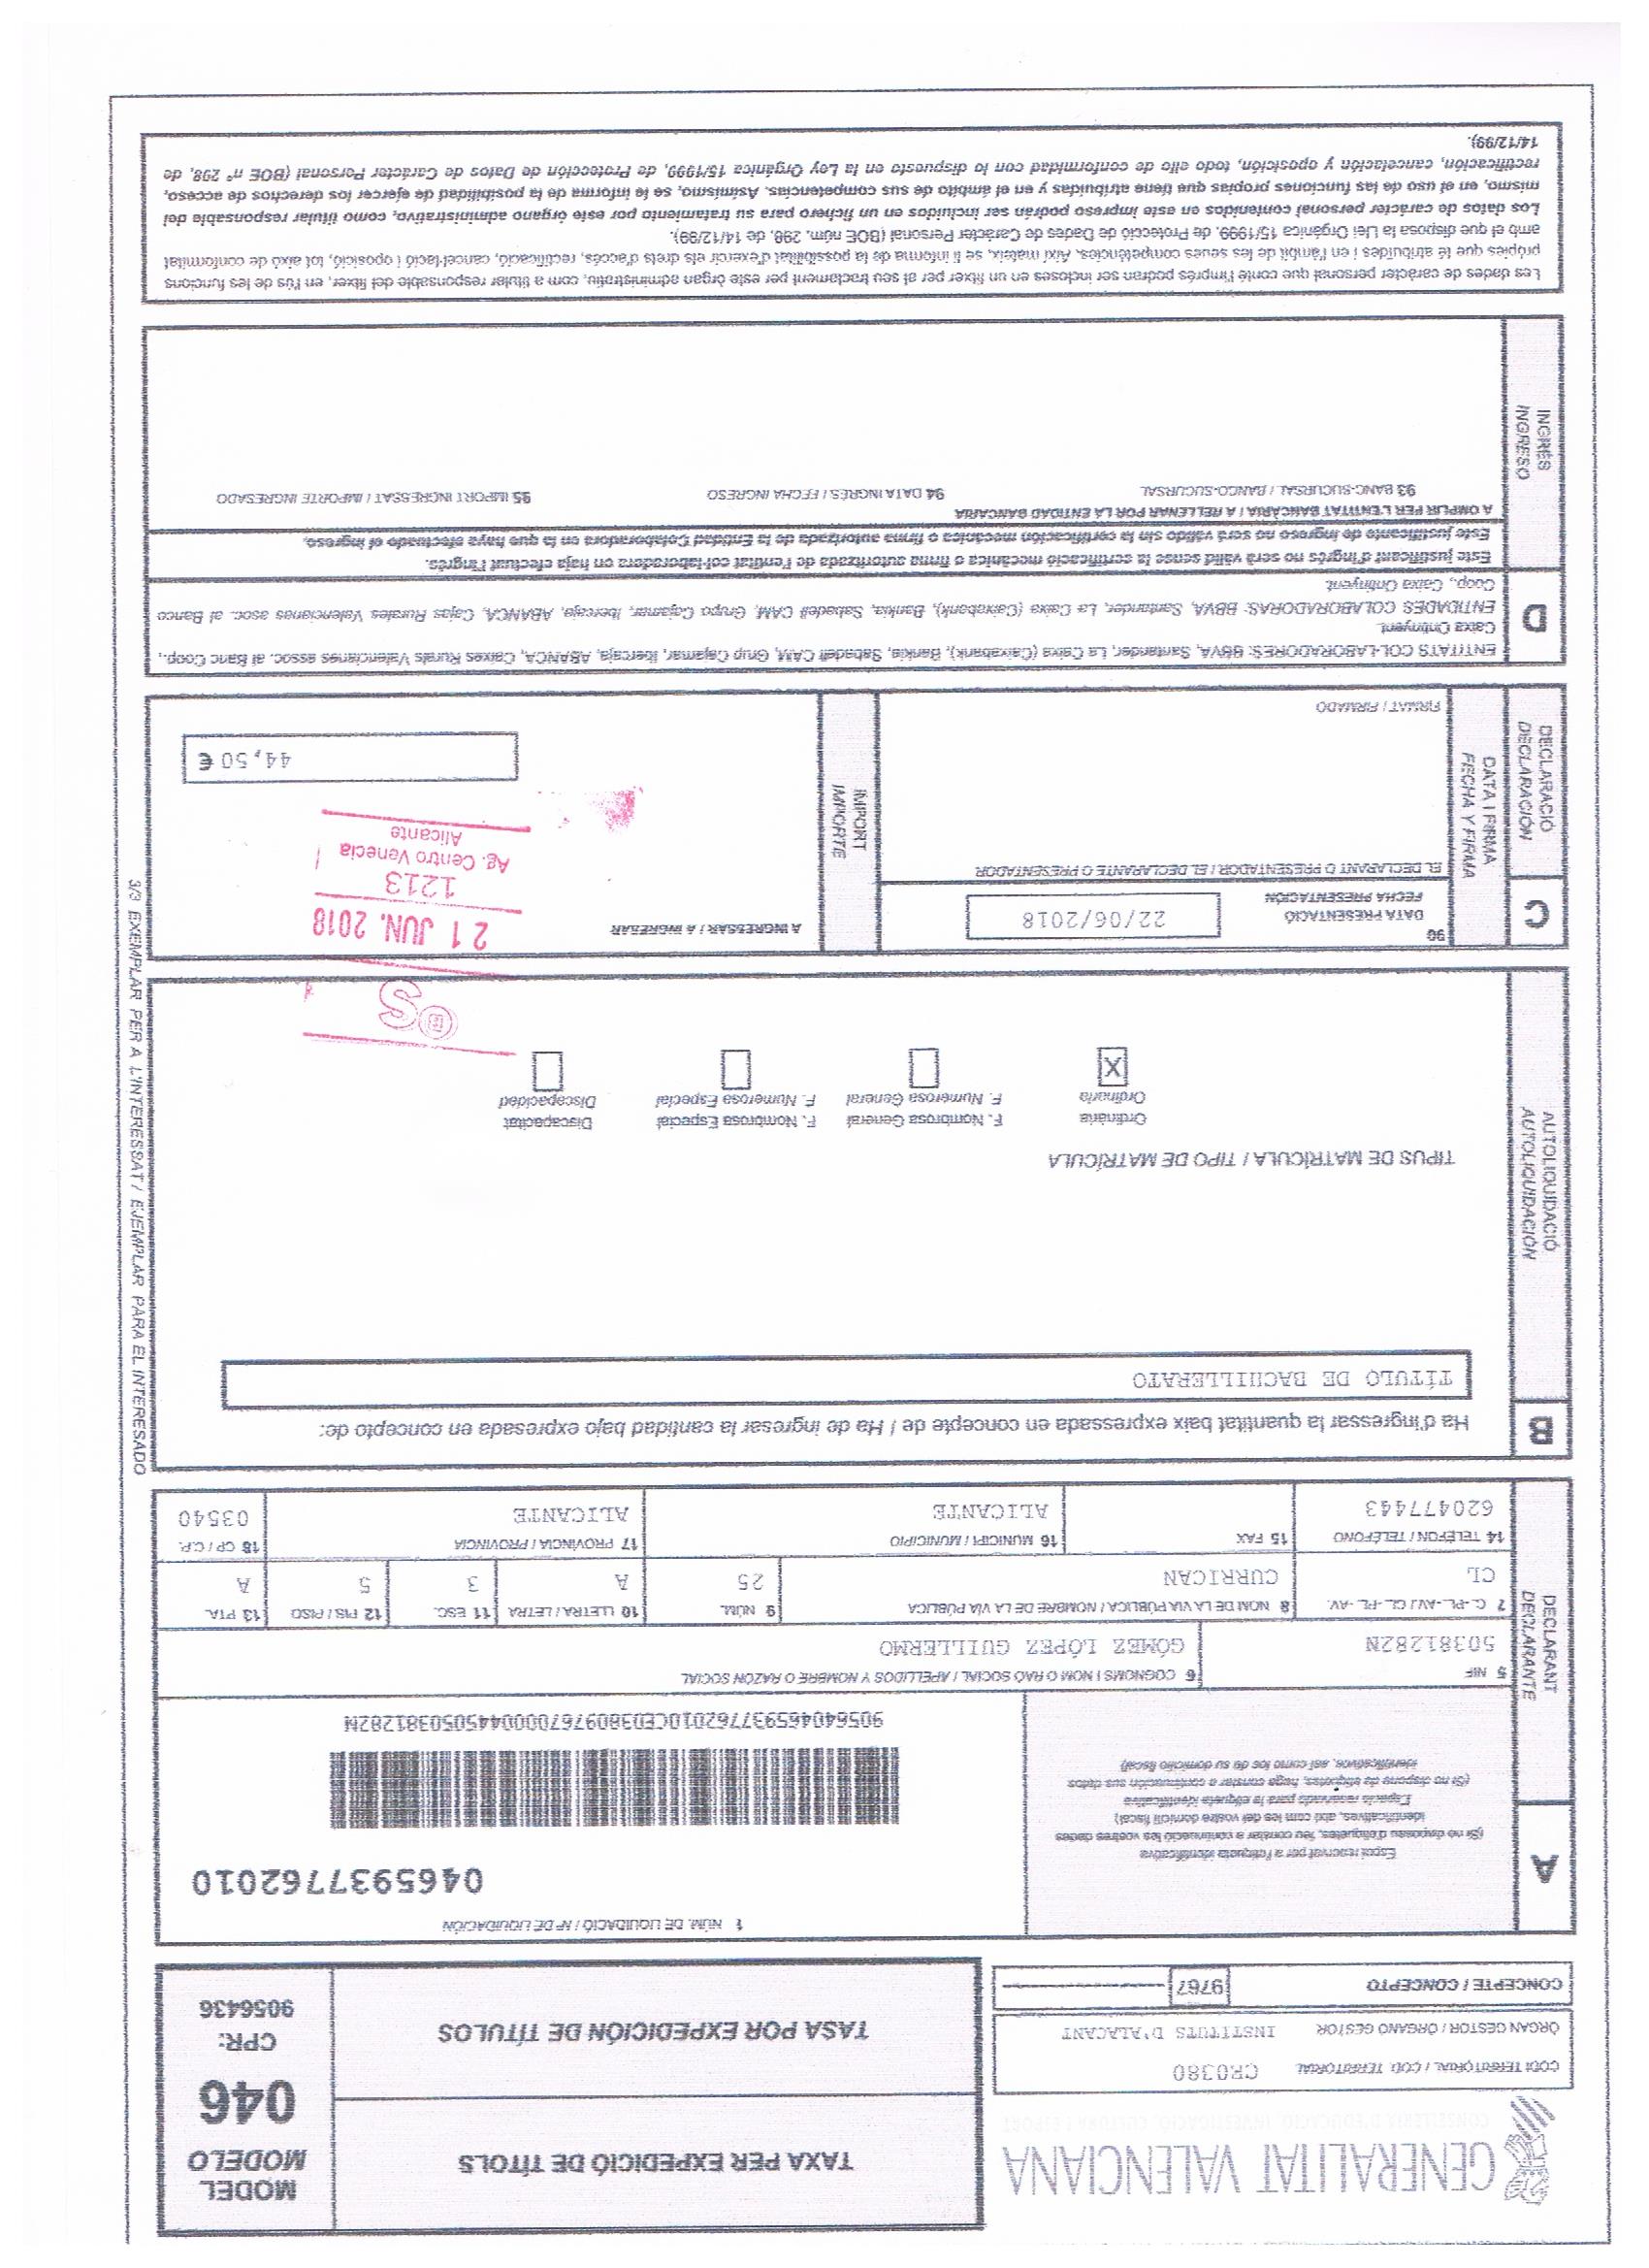 GENERALITAT VALENCIANA
CONSELLERIA D'EDUCACIÓ, INVESTIGACIÓ, CULTURA I ESPORT
CODI TERRITORIAL / COD. TERRITORIAL CR0380
ÒRGAN GESTOR / ÓRGANO GESTOR INSTITUTS D'ALACANT
CONCEPTE / CONCEPTO 9767
TAXA PER EXPEDICIÓ DE TÍTOLS
TASA POR EXPEDICIÓN DE TÍTULOS
MODEL
MODELO
046
CPR:
9056436
A
DECLARANT
DECLARANTE
Espai reservat per a l'etiqueta identificativa
(Si no disposeu d'etiquetes, feu constar a continuació les vostres dades
identificatives, així com les del vostre domicili fiscal)
Espacio reservado para la etiqueta identificativa
(Si no dispone de etiquetas, haga constar a continuación sus datos
identificativos, así como los de su domicilio fiscal)
1 NÚM. DE LIQUIDACIÓ / Nº DE LIQUIDACIÓN
0465937762010
5 NIF
50381282N
6 COGNOMS I NOM O RAÓ SOCIAL / APELLIDOS Y NOMBRE O RAZÓN SOCIAL
GÓMEZ LÓPEZ GUILLERMO
7 C.-PL.-AV./ CL.-PL.-AV.
CL
8 NOM DE LA VIA PÚBLICA / NOMBRE DE LA VÍA PÚBLICA
CURRICAN
9 NÚM.
25
10 LLETRA / LETRA
A
11 ESC.
3
12 PIS / PISO
5
13 PTA.
A
14 TELÈFON / TELÉFONO
620477443
15 FAX
16 MUNICIPI / MUNICIPIO
ALICANTE
17 PROVÍNCIA / PROVINCIA
ALICANTE
18 CP / C.P.
03540
B
AUTOLIQUIDACIÓ
AUTOLIQUIDACIÓN
Ha d'ingressar la quantitat baix expressada en concepte de / Ha de ingresar la cantidad bajo expresada en concepto de:
TÍTULO DE BACHILLERATO
TIPUS DE MATRÍCULA / TIPO DE MATRÍCULA
Ordinària
Ordinaria
X
F. Nombrosa General
F. Numerosa General
F. Nombrosa Especial
F. Numerosa Especial
Discapacitat
Discapacidad
BS
C
DECLARACIÓ
DECLARACIÓN
DATA I FIRMA
FECHA Y FIRMA
90
DATA PRESENTACIÓ
FECHA PRESENTACIÓN
22/06/2018
EL DECLARANT O PRESENTADOR / EL DECLARANTE O PRESENTADOR
FIRMAT / FIRMADO
IMPORT
IMPORTE
A INGRESSAR / A INGRESAR
21 JUN. 2018
1213
Ag. Centro Venecia
Alicante
44,50 €
D
ENTITATS COL·LABORADORES: BBVA, Santander, La Caixa (Caixabank), Bankia, Sabadell CAM, Grup Cajamar, Ibercaja, ABANCA, Caixes Rurals Valencianes assoc. al Banc Coop.,
Caixa Ontinyent.
ENTIDADES COLABORADORAS: BBVA, Santander, La Caixa (Caixabank), Bankia, Sabadell CAM, Grupo Cajamar, Ibercaja, ABANCA, Cajas Rurales Valencianas asoc. al Banco
Coop., Caixa Ontinyent.
Este justificant d'ingrés no serà vàlid sense la certificació mecànica o firma autoritzada de l'entitat col·laboradora en haja efectuat l'ingrés.
Este justificante de ingreso no será válido sin la certificación mecánica o firma autorizada de la Entidad Colaboradora en la que haya efectuado el ingreso.
INGRÉS
INGRESO
A OMPLIR PER L'ENTITAT BANCÀRIA / A RELLENAR POR LA ENTIDAD BANCARIA
93 BANC-SUCURSAL / BANCO-SUCURSAL
94 DATA INGRÉS / FECHA INGRESO
95 IMPORT INGRESSAT / IMPORTE INGRESADO
Les dades de caràcter personal que conté l'imprés podran ser incloses en un fitxer per al seu tractament per este òrgan administratiu, com a titular responsable del fitxer, en l'ús de les funcions
pròpies que té atribuïdes i en l'àmbit de les seues competències. Així mateix, se li informa de la possibilitat d'exercir els drets d'accés, rectificació, cancel·lació i oposició, tot això de conformitat
amb el que disposa la Llei Orgànica 15/1999, de Protecció de Dades de Caràcter Personal (BOE núm. 298, de 14/12/99).
Los datos de carácter personal contenidos en este impreso podrán ser incluidos en un fichero para su tratamiento por este órgano administrativo, como titular responsable del
mismo, en el uso de las funciones propias que tiene atribuidas y en el ámbito de sus competencias. Asimismo, se le informa de la posibilidad de ejercer los derechos de acceso,
rectificación, cancelación y oposición, todo ello de conformidad con lo dispuesto en la Ley Orgánica 15/1999, de Protección de Datos de Carácter Personal (BOE nº 298, de
14/12/99).
3/3 EXEMPLAR PER A L'INTERESSAT / EJEMPLAR PARA EL INTERESADO